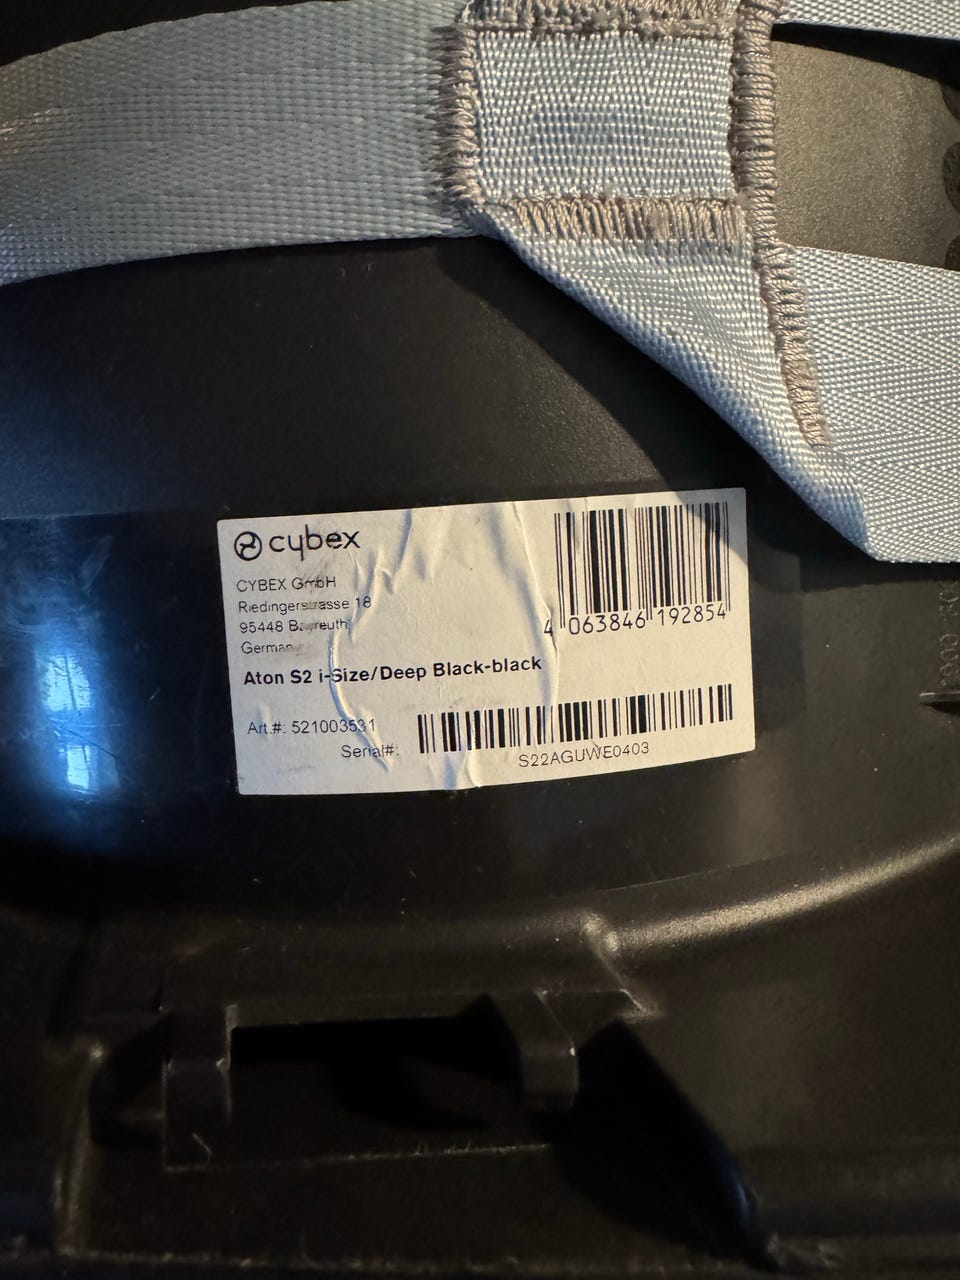 cybex
CYBEX GmbH
Riedingerstrasse 18
95448
Aton S2 i-Size/Deep Black-black
Art.#: 521003531
Serial#:
S22AGUWE0403
4 063846 192854